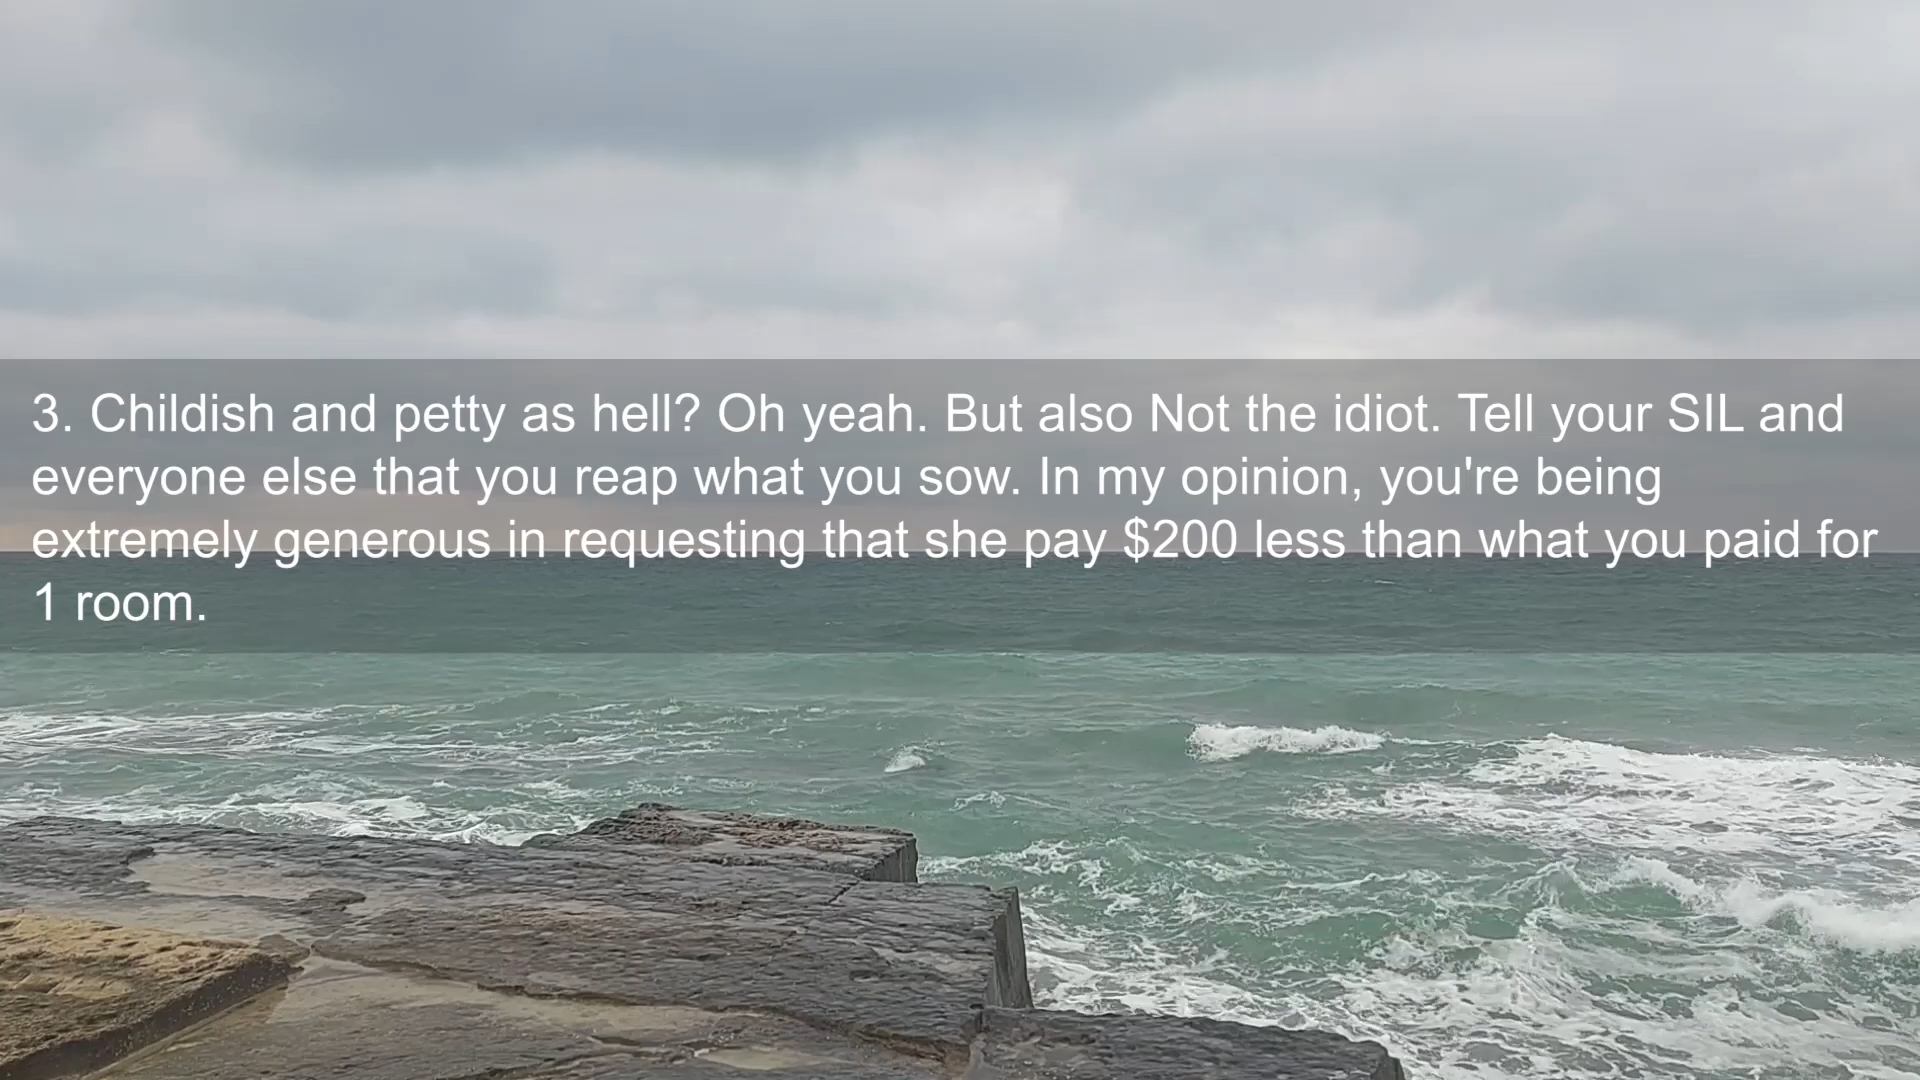 3. Childish and petty as hell? Oh yeah. But also Not the idiot. Tell your SIL and
everyone else that you reap what you sow. In my opinion, you're being
extremely generous in requesting that she pay $200 less than what you paid for
1 room.